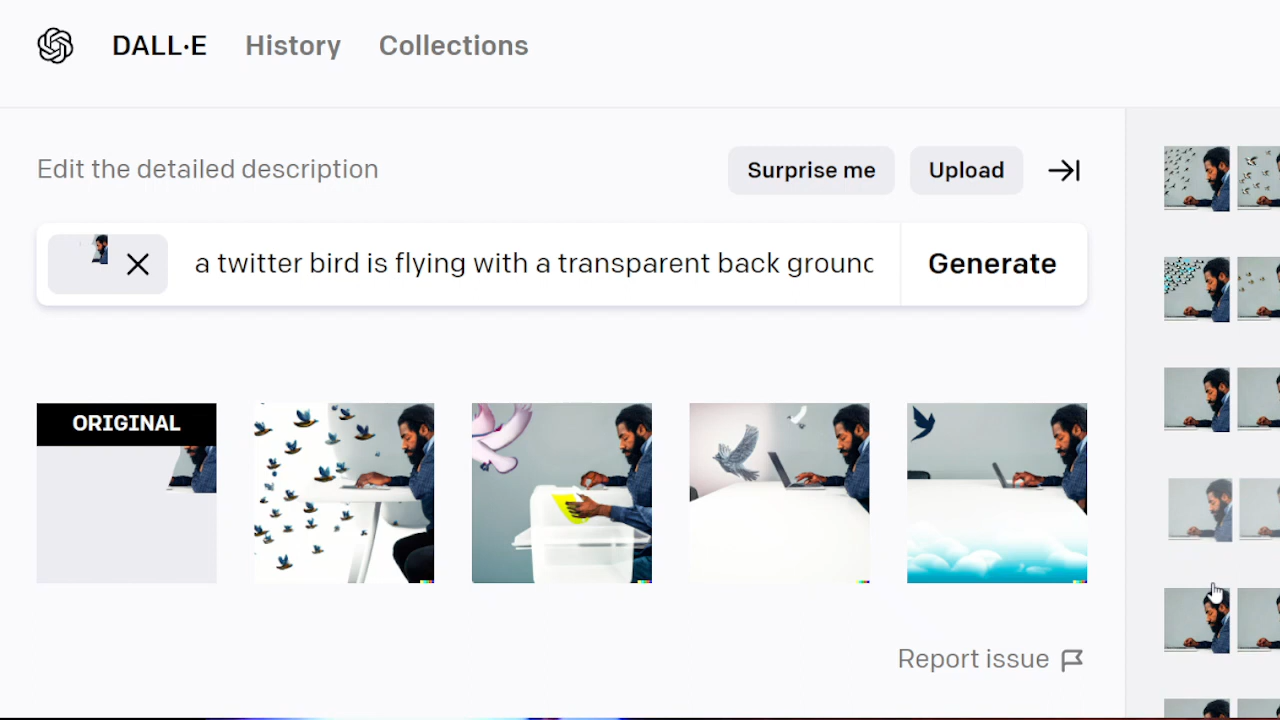 DALL·E History Collections
Edit the detailed description
Surprise me
Upload
a twitter bird is flying with a transparent back ground
Generate
ORIGINAL
Report issue